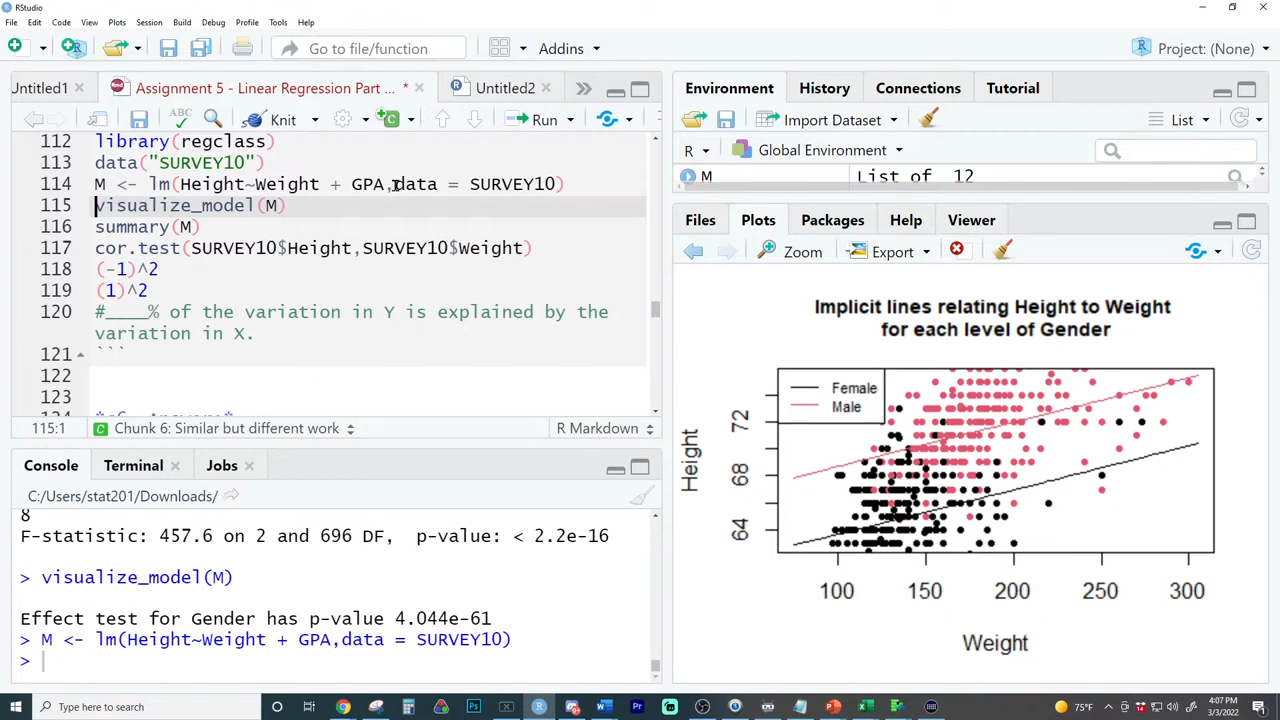 RStudio
File Edit Code View Plots Session Build Debug Profile Tools Help
Go to file/function
Addins
Project: (None)
Untitled1
Assignment 5 - Linear Regression Part ... *
Untitled2
ABC
Knit
Run
112 library(regclass)
113 data("SURVEY10")
114 M <- lm(Height~Weight + GPA,data = SURVEY10)
115 visualize_model(M)
116 summary(M)
117 cor.test(SURVEY10$Height,SURVEY10$Weight)
118 (-1)^2
119 (1)^2
120 #____% of the variation in Y is explained by the
variation in X.
121 ```
122
123
115:1
Chunk 6: Similar but different work
R Markdown
Console Terminal Jobs
C:/Users/stat201/Downloads/
8
F-statistic: 457.6 on 2 and 696 DF, p-value: < 2.2e-16
> visualize_model(M)
Effect test for Gender has p-value 4.044e-61
> M <- lm(Height~Weight + GPA,data = SURVEY10)
>
Environment History Connections Tutorial
Import Dataset
List
R
Global Environment
M List of 12
Files Plots Packages Help Viewer
Zoom
Export
Implicit lines relating Height to Weight
for each level of Gender
Female
Male
Height
72
68
64
100 150 200 250 300
Weight
Type here to search
75°F
4:07 PM
3/3/2022